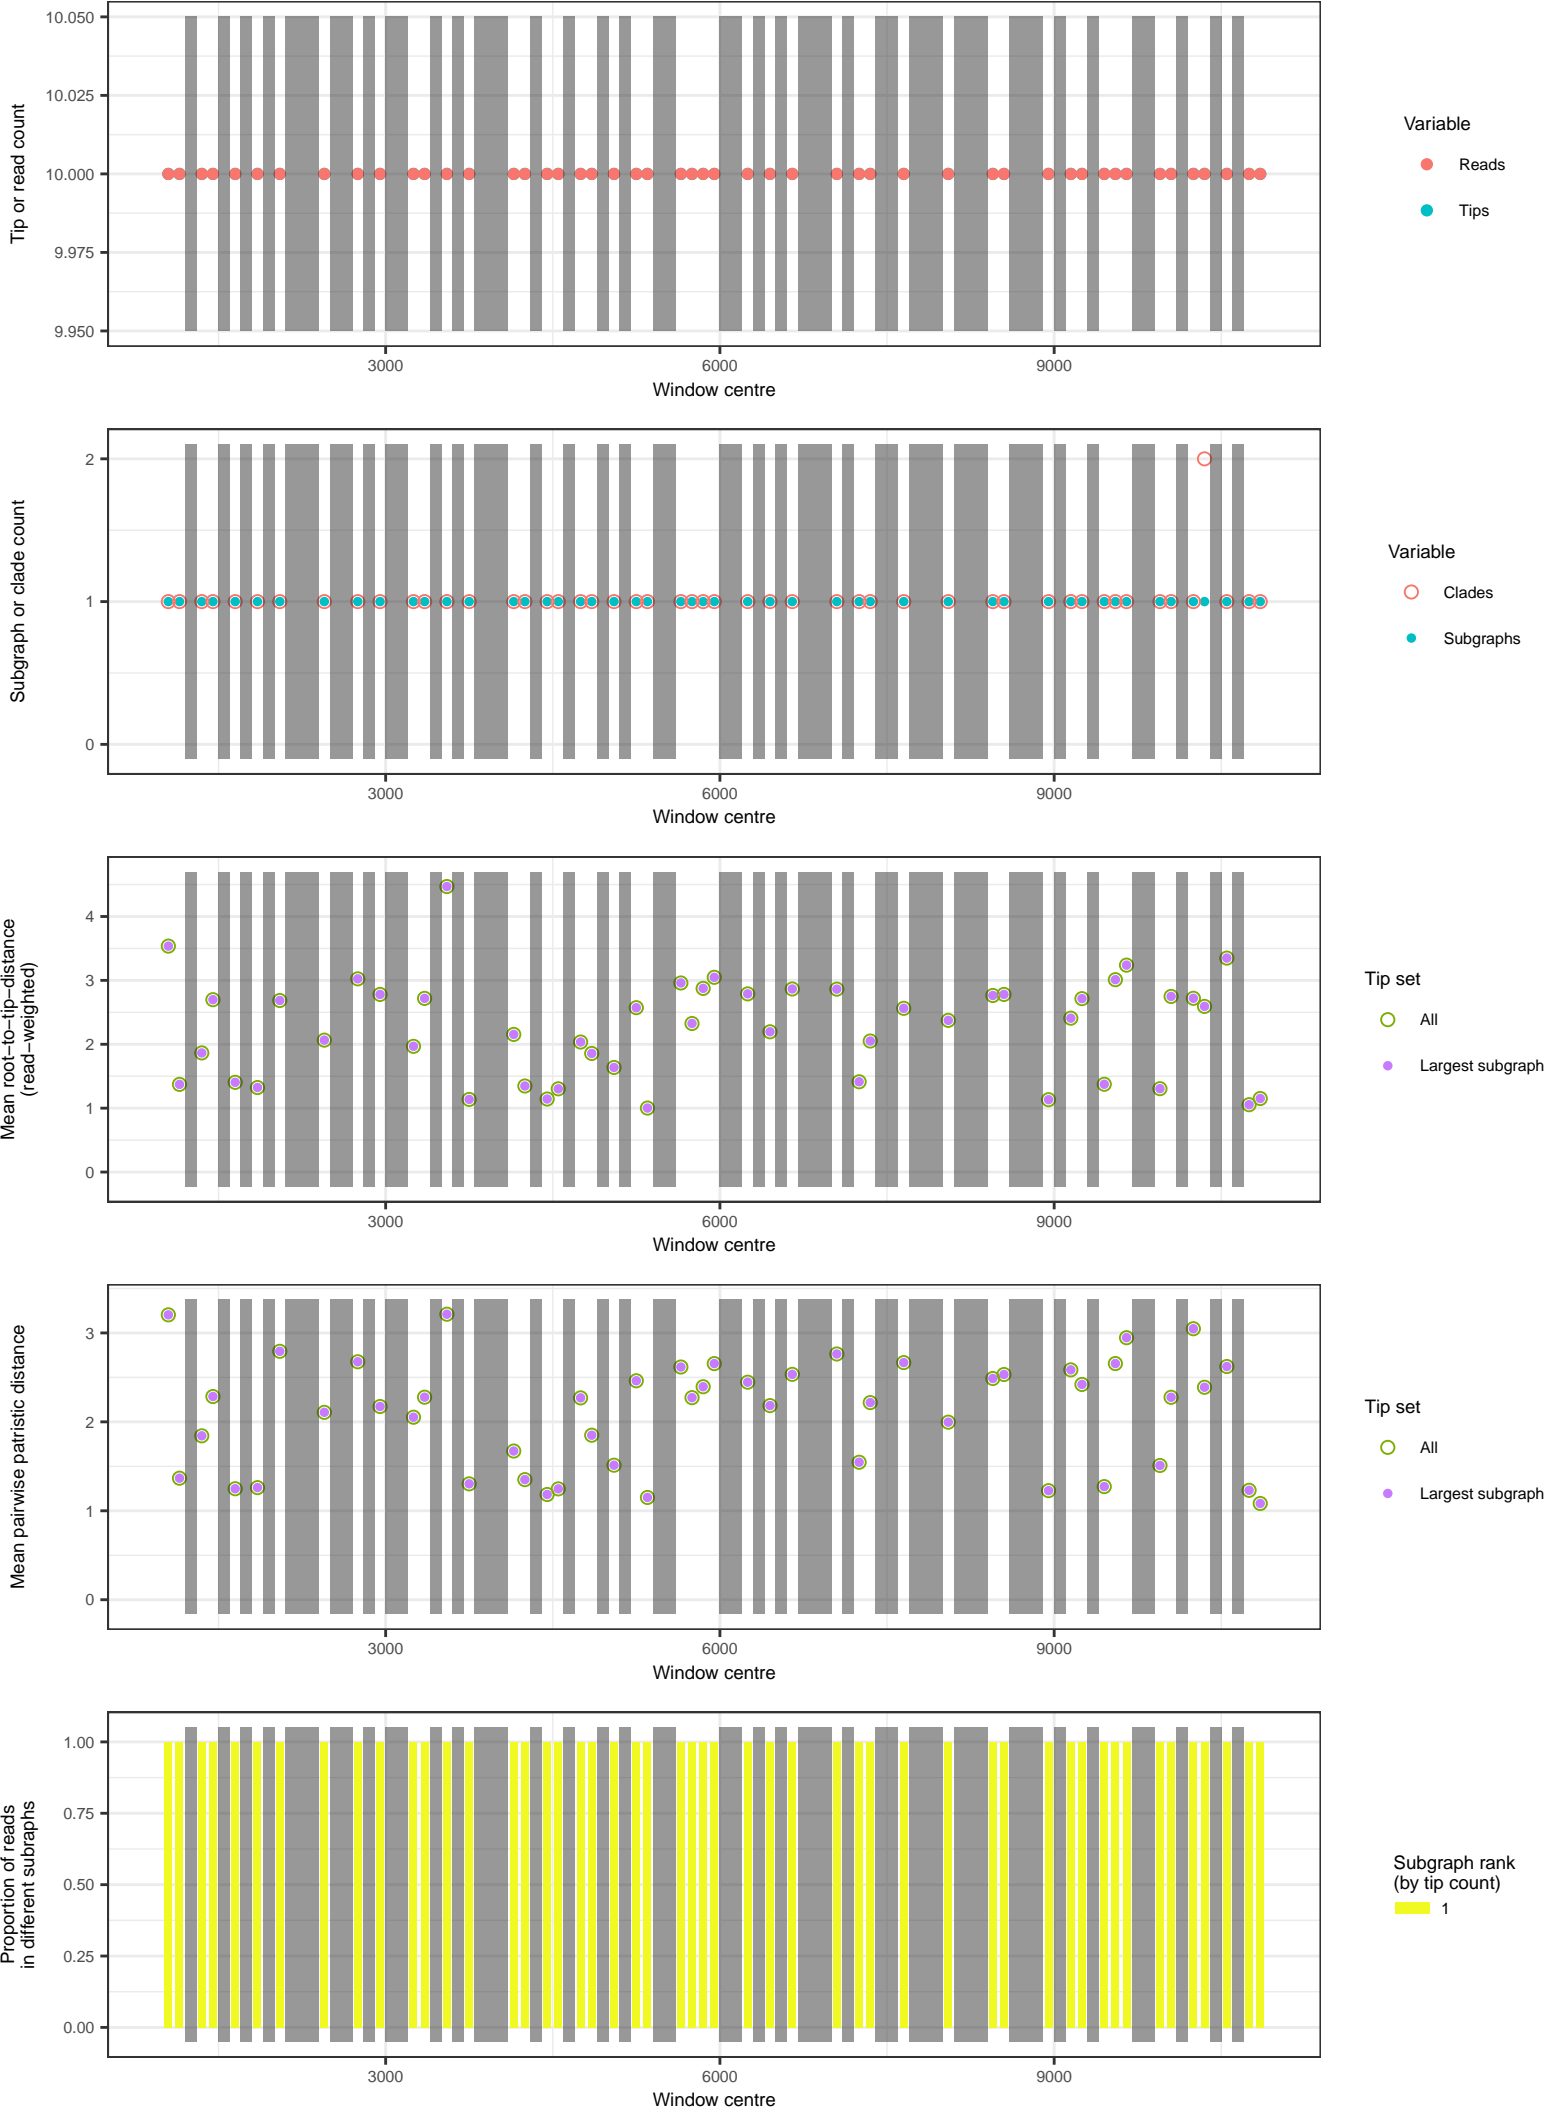 10.050
10.025
10.000
9.975
9.950
Tip or read count
3000 6000 9000
Window centre
Variable
Reads
Tips
2
1
0
Subgraph or clade count
3000 6000 9000
Window centre
Variable
Clades
Subgraphs
4
3
2
1
0
Mean root−to−tip−distance
(read−weighted)
3000 6000 9000
Window centre
Tip set
All
Largest subgraph
3
2
1
0
Mean pairwise patristic distance
3000 6000 9000
Window centre
Tip set
All
Largest subgraph
1.00
0.75
0.50
0.25
0.00
Proportion of reads
in different subraphs
3000 6000 9000
Window centre
Subgraph rank
(by tip count)
1